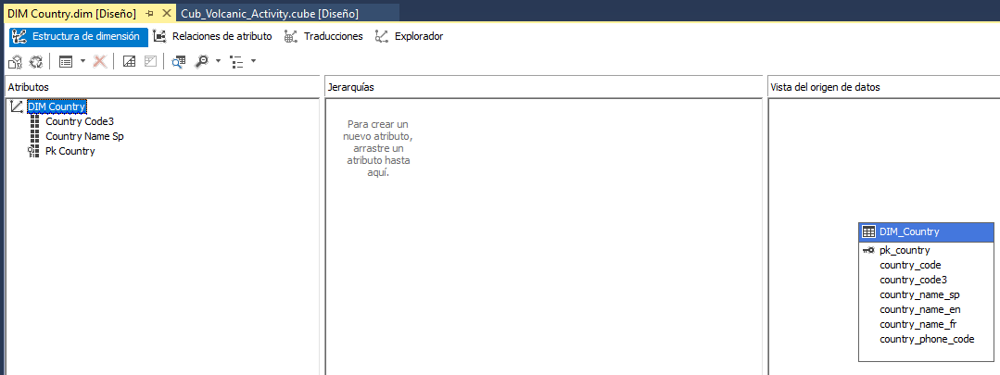 DIM Country.dim [Diseño]
Cub_Volcanic_Activity.cube [Diseño]
Estructura de dimensión
Relaciones de atributo
Traducciones
Explorador
Atributos
DIM Country
Country Code3
Country Name Sp
Pk Country
Jerarquías
Para crear un
nuevo atributo,
arrastre un
atributo hasta
aquí.
Vista del origen de datos
DIM_Country
pk_country
country_code
country_code3
country_name_sp
country_name_en
country_name_fr
country_phone_code